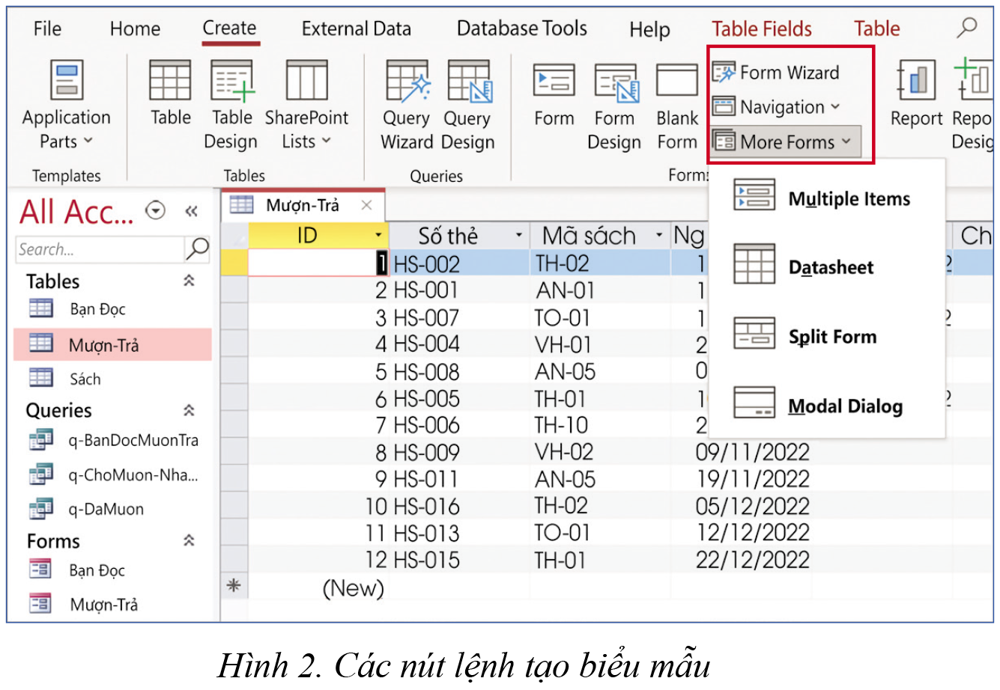 File Home Create External Data Database Tools Help Table Fields Table
Application Parts
Table
Table Design
SharePoint Lists
Query Wizard
Query Design
Form
Form Design
Blank Form
Form Wizard
Navigation
More Forms
Report
Repo
Desig
Templates Tables Queries Form
Multiple Items
Datasheet
Split Form
Modal Dialog
All Acc...
Search...
Tables
Bạn Đọc
Mượn-Trả
Sách
Queries
q-BanDocMuonTra
q-ChoMuon-Nha...
q-DaMuon
Forms
Bạn Đọc
Mượn-Trả
Mượn-Trả
ID Số thẻ Mã sách Ng Ch
1 HS-002 TH-02 1 2
2 HS-001 AN-01 1
3 HS-007 TO-01 1 2
4 HS-004 VH-01 2
5 HS-008 AN-05 0
6 HS-005 TH-01 1 2
7 HS-006 TH-10 2
8 HS-009 VH-02 09/11/2022
9 HS-011 AN-05 19/11/2022
10 HS-016 TH-02 05/12/2022
11 HS-013 TO-01 12/12/2022
12 HS-015 TH-01 22/12/2022
(New)
Hình 2. Các nút lệnh tạo biểu mẫu